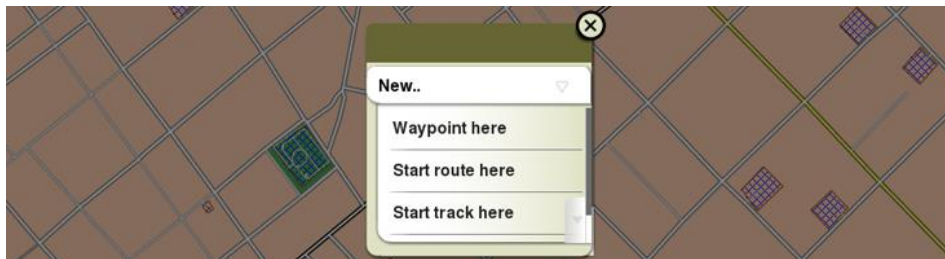 New..
Waypoint here
Start route here
Start track here